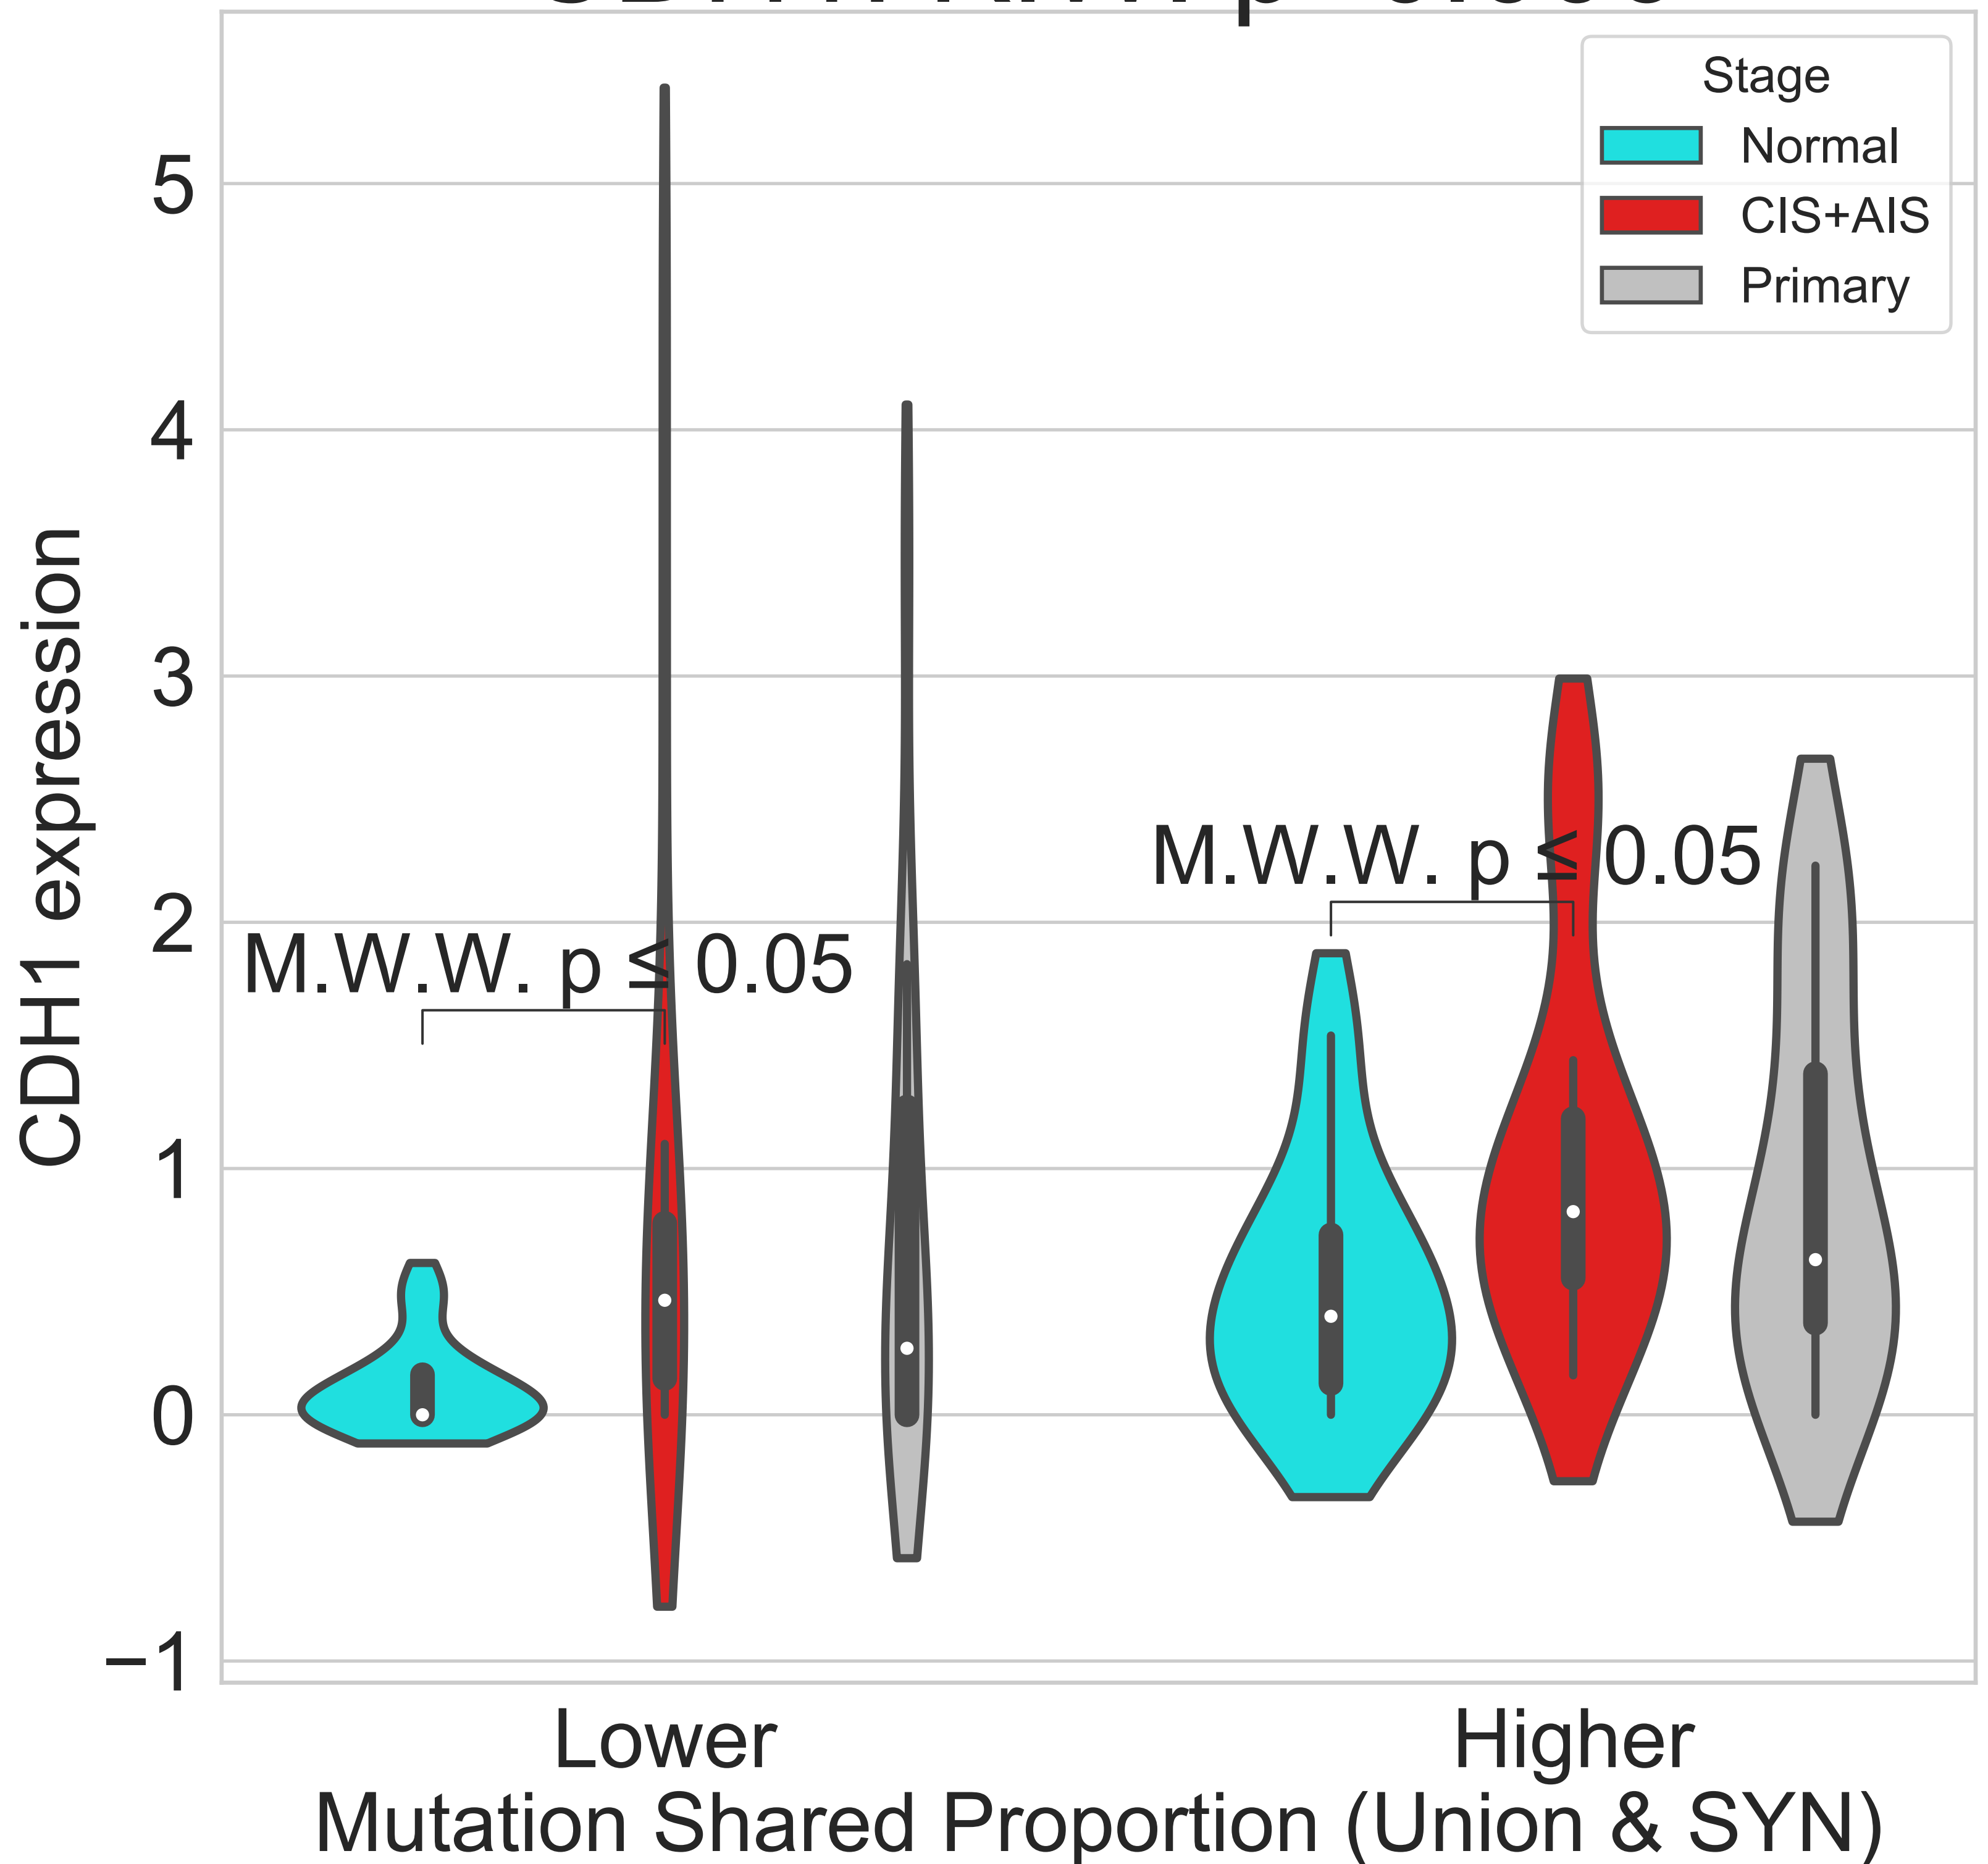 Stage
Normal
CIS+AIS
Primary
5
4
3
2
1
0
−1
CDH1 expression
M.W.W. p ≤ 0.05
M.W.W. p ≤ 0.05
Lower
Higher
Mutation Shared Proportion (Union & SYN)